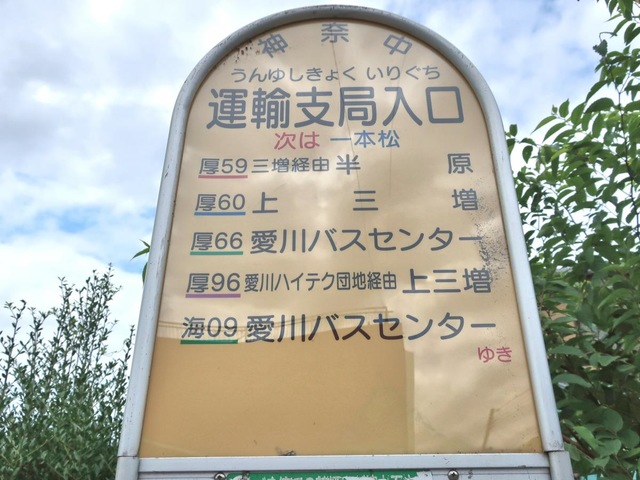 神奈中
うんゆしきょく いりぐち
運輸支局入口
次は 一本松
厚59 三増経由 半原
厚60 上三増
厚66 愛川バスセンター
厚96 愛川ハイテク団地経由 上三増
海09 愛川バスセンター
ゆき